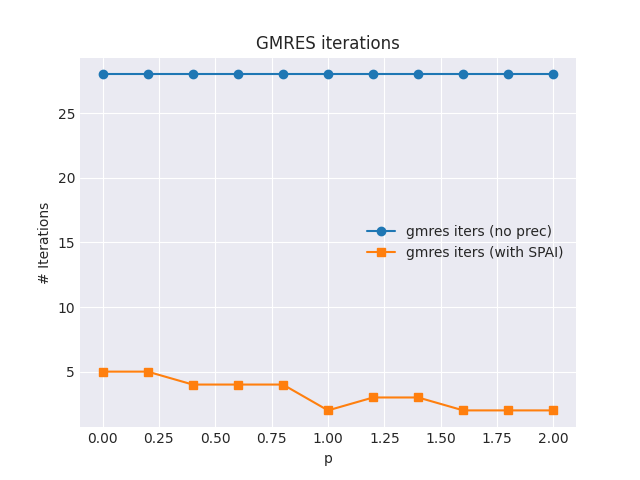 GMRES iterations
# Iterations
25
20
15
10
5
gmres iters (no prec)
gmres iters (with SPAI)
0.00 0.25 0.50 0.75 1.00 1.25 1.50 1.75 2.00
p